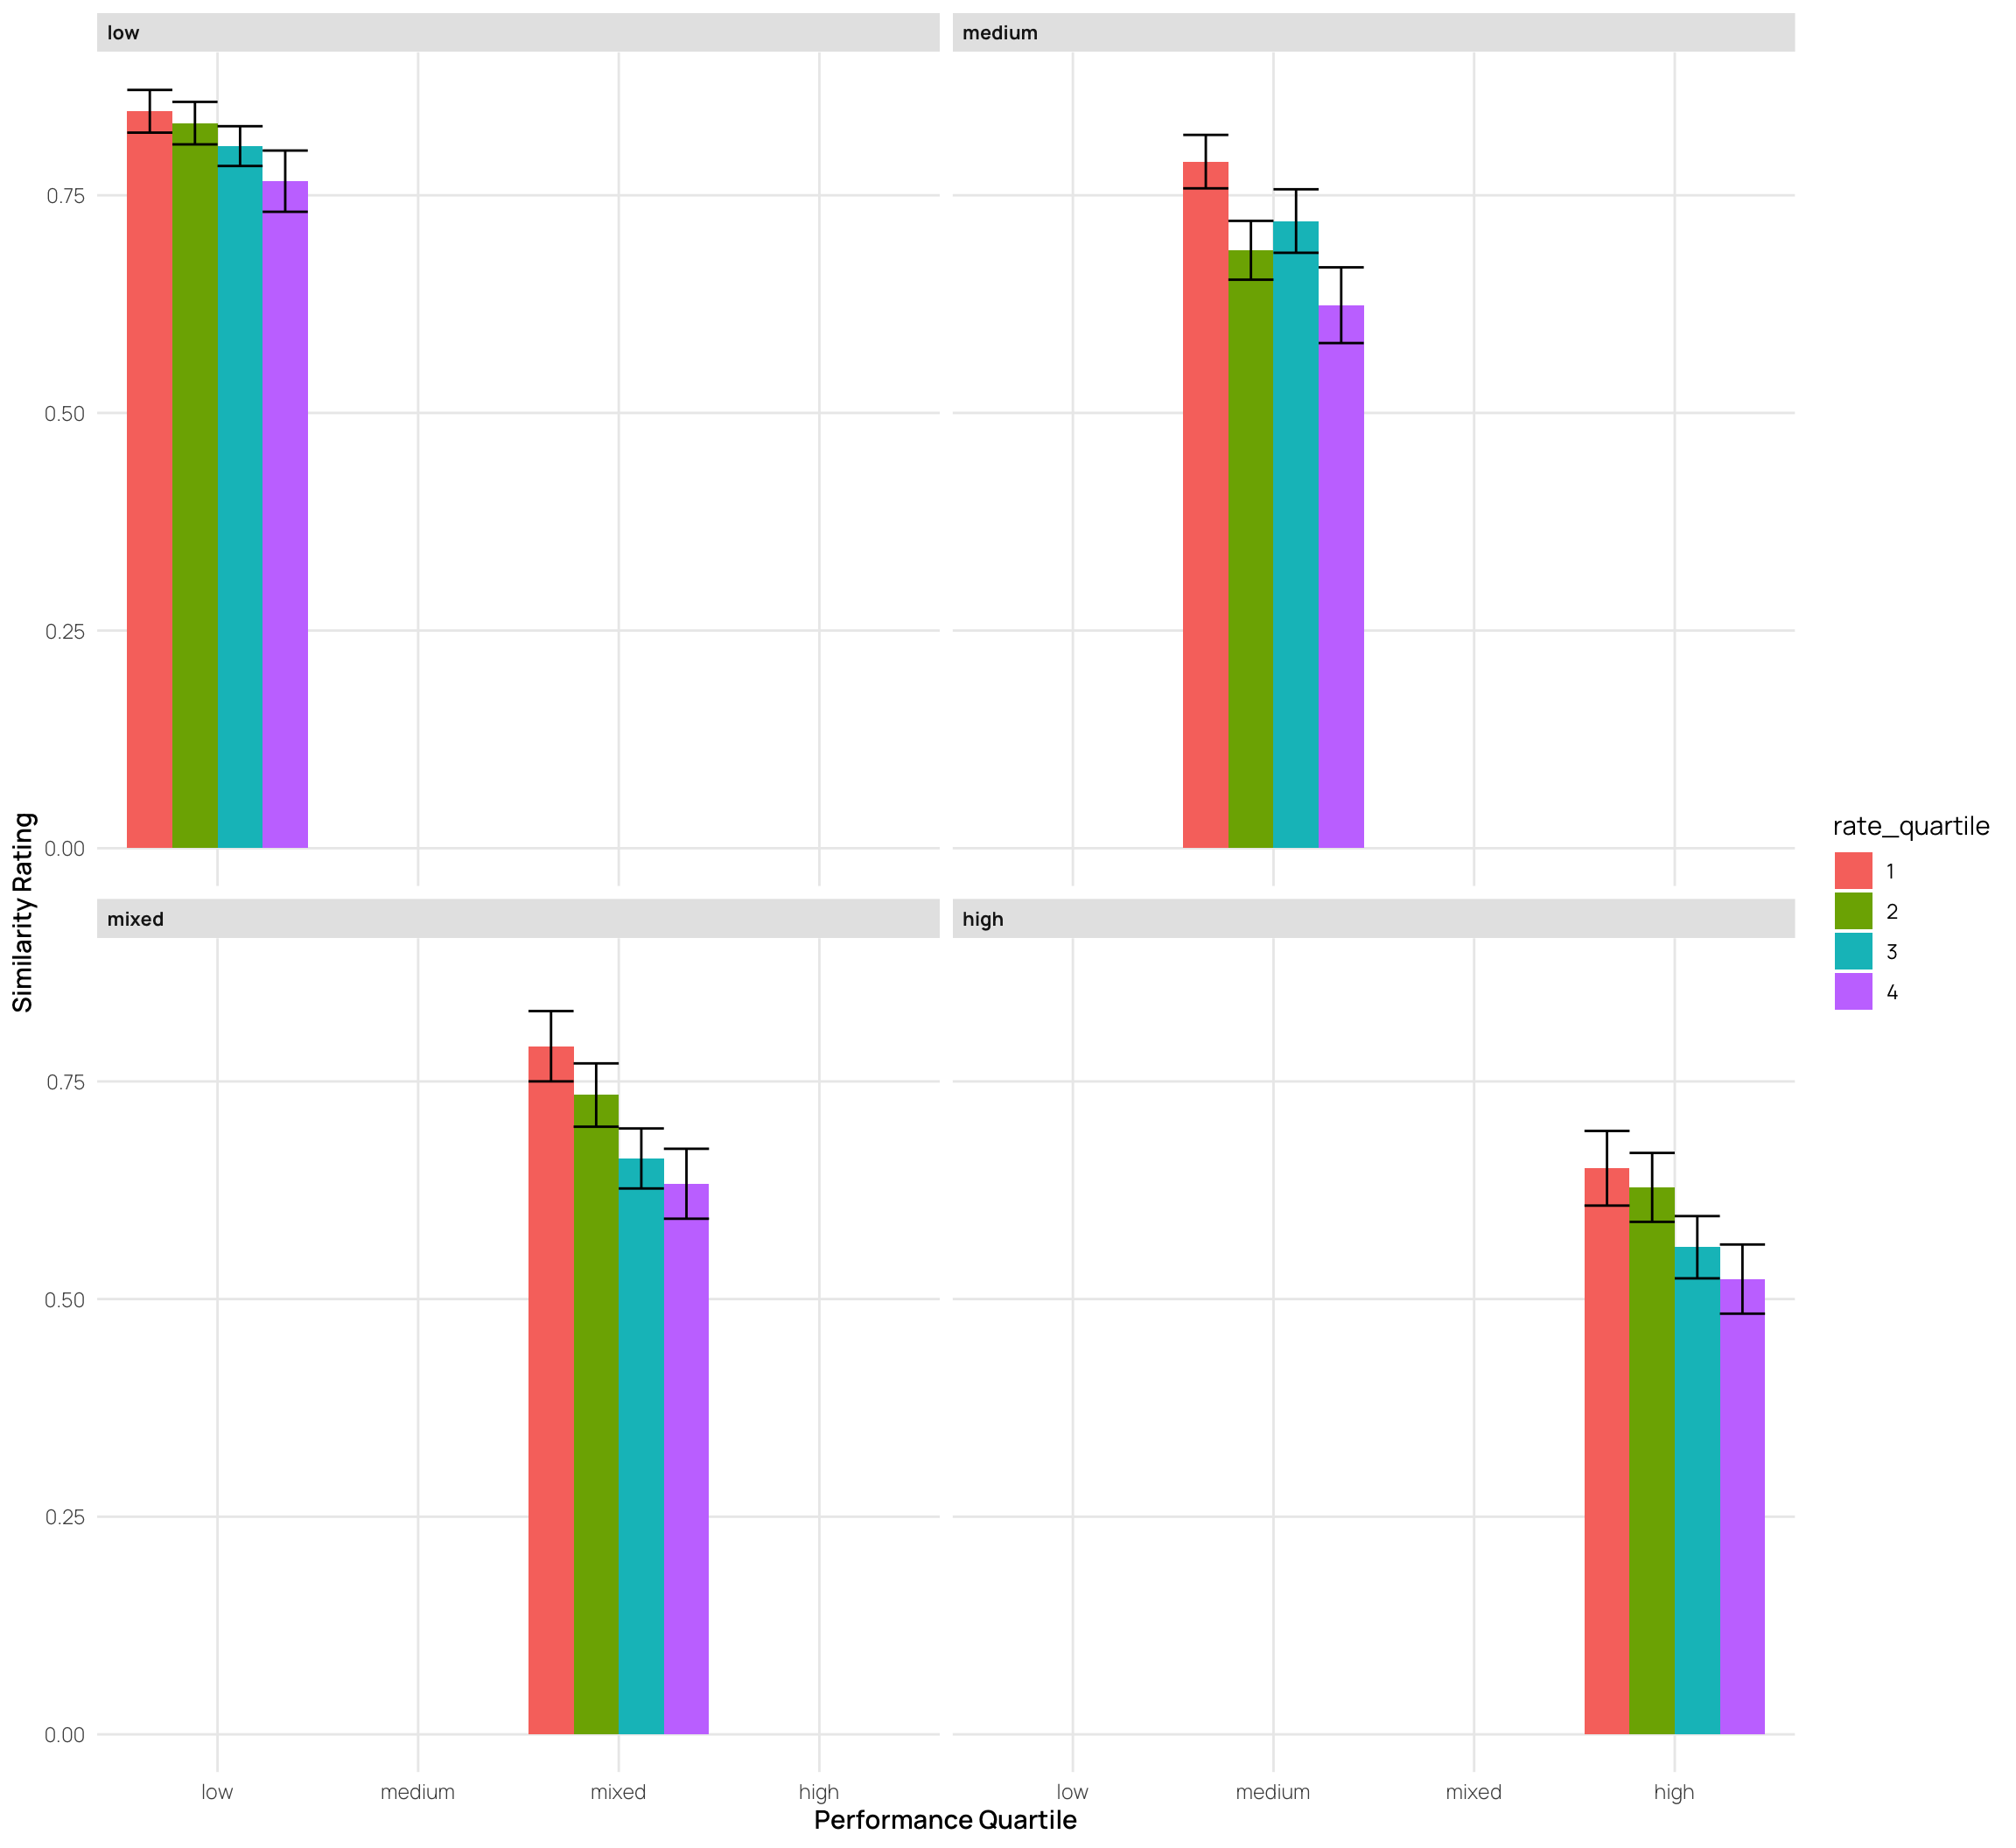 low
medium
0.75
0.50
0.25
0.00
mixed
high
0.75
0.50
0.25
0.00
low medium mixed high
low medium mixed high
Performance Quartile
Similarity Rating
rate_quartile
1
2
3
4